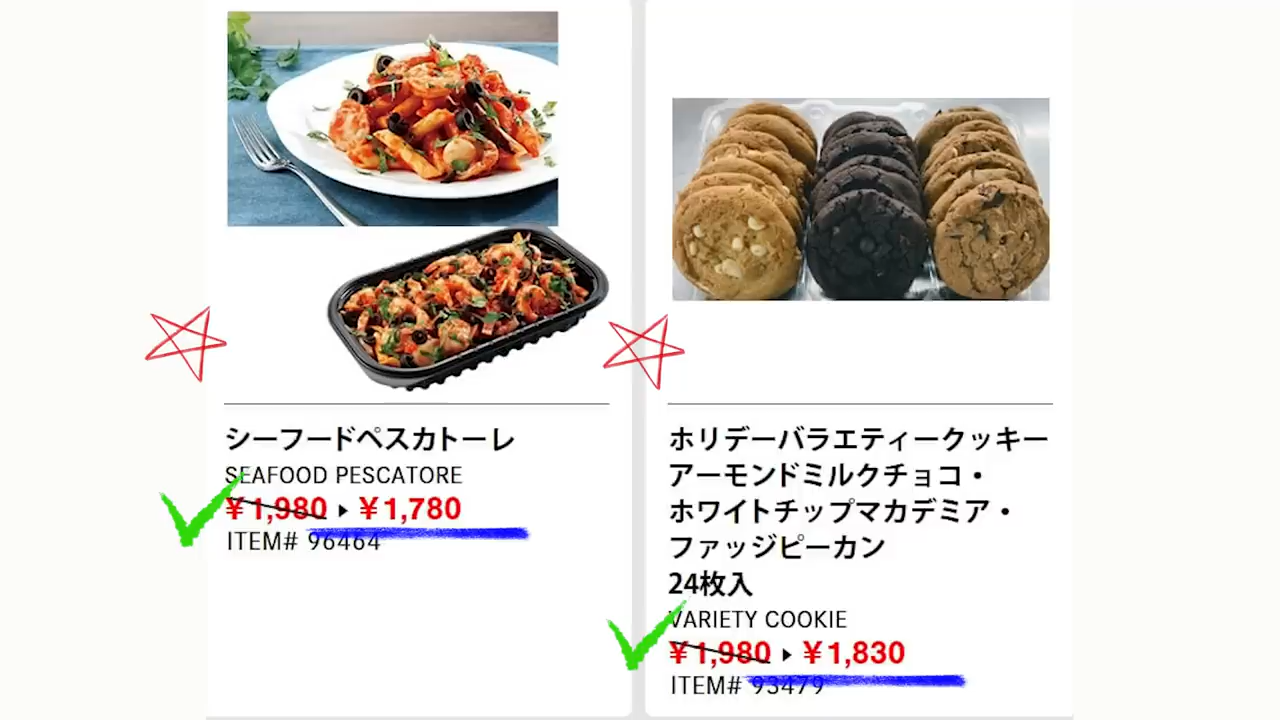 シーフードペスカトーレ
SEAFOOD PESCATORE
¥1,980 ▶ ¥1,780
ITEM# 96464
ホリデーバラエティークッキー
アーモンドミルクチョコ・
ホワイトチップマカデミア・
ファッジピーカン
24枚入
VARIETY COOKIE
¥1,980 ▶ ¥1,830
ITEM# 93479